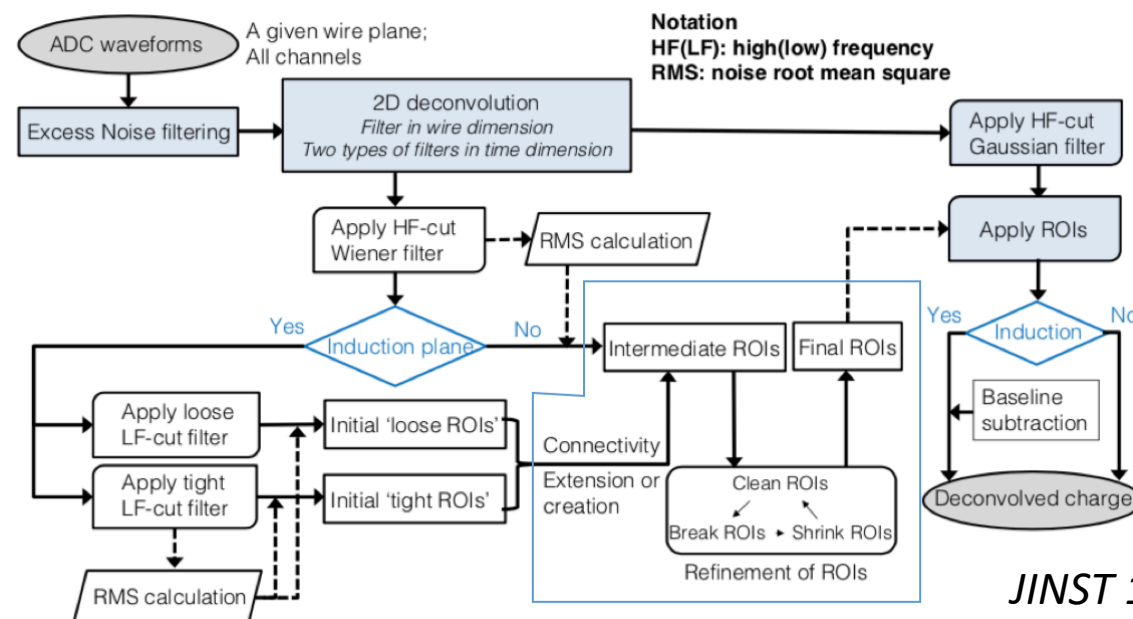 ADC waveforms
A given wire plane;
All channels
Notation
HF(LF): high(low) frequency
RMS: noise root mean square
Excess Noise filtering
2D deconvolution
Filter in wire dimension
Two types of filters in time dimension
Apply HF-cut
Gaussian filter
Apply HF-cut
Wiener filter
RMS calculation
Apply ROIs
Yes
Induction plane
No
Intermediate ROIs
Final ROIs
Yes
Induction
No
Apply loose
LF-cut filter
Initial 'loose ROIs'
Baseline
subtraction
Connectivity
Extension or
creation
Apply tight
LF-cut filter
Initial 'tight ROIs'
Clean ROIs
Break ROIs
Shrink ROIs
Refinement of ROIs
Deconvolved charge
RMS calculation
JINST